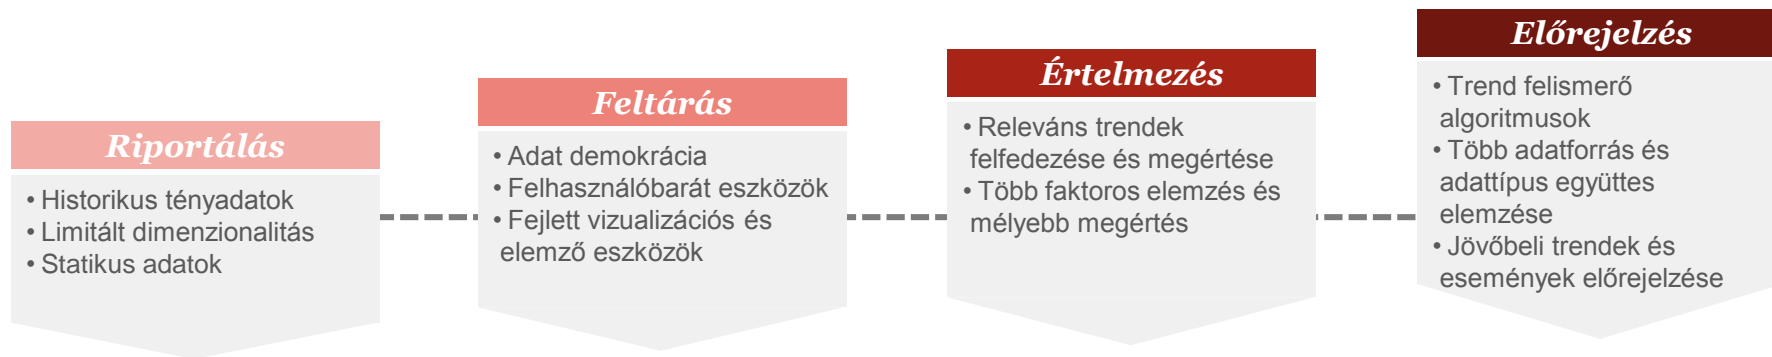 Riportálás
• Historikus tényadatok
• Limitált dimenzionalitás
• Statikus adatok
Feltárás
• Adat demokrácia
• Felhasználóbarát eszközök
• Fejlett vizualizációs és
elemző eszközök
Értelmezés
• Releváns trendek
felfedezése és megértése
• Több faktoros elemzés és
mélyebb megértés
Előrejelzés
• Trend felismerő
algoritmusok
• Több adatforrás és
adattípus együttes
elemzése
• Jövőbeli trendek és
események előrejelzése